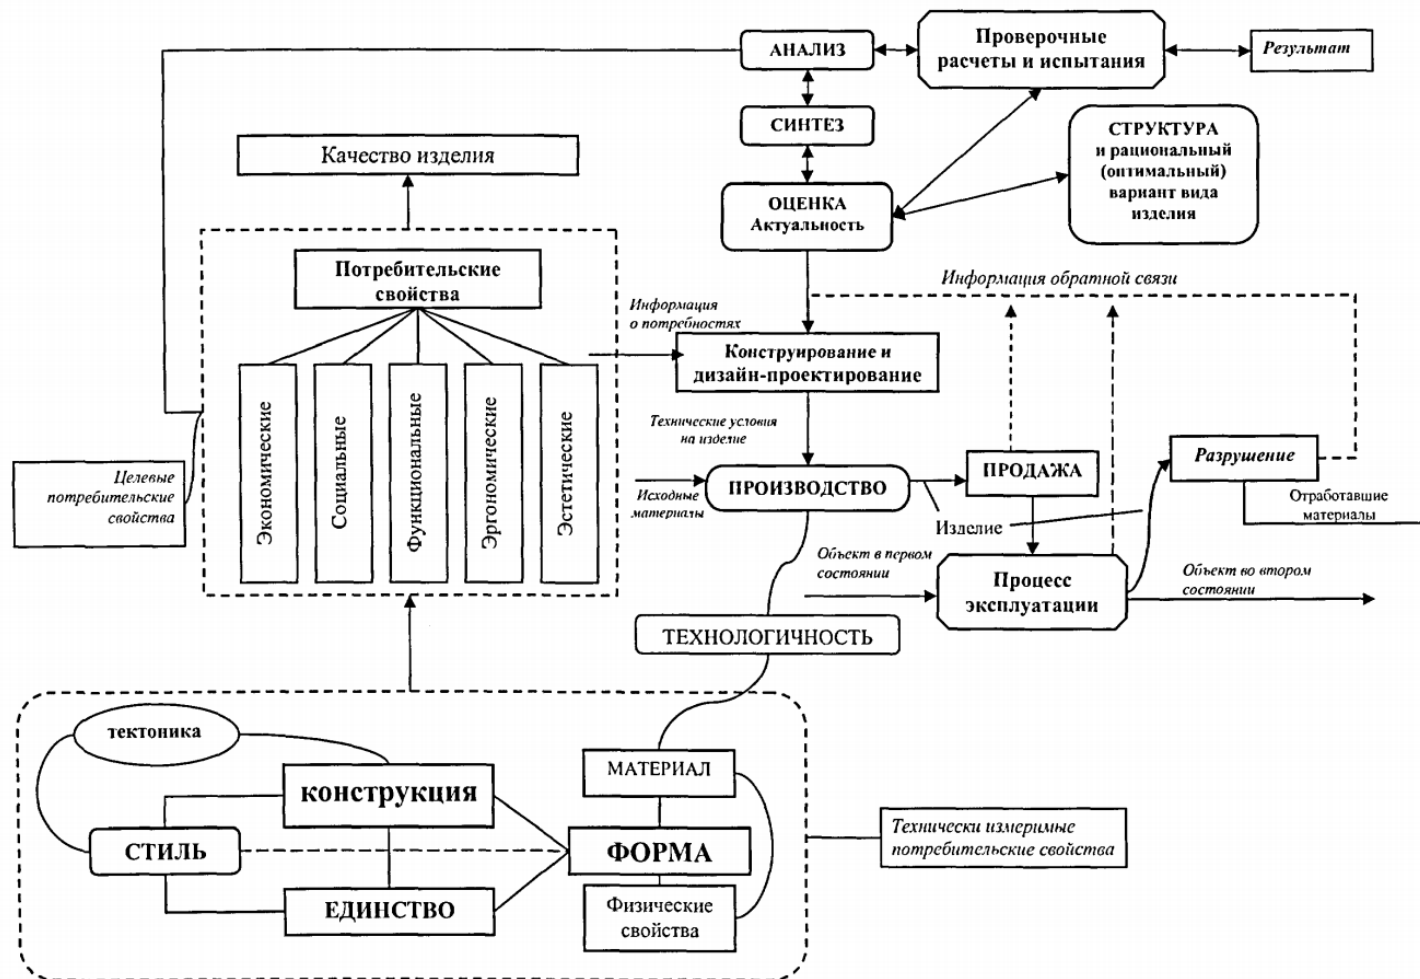 АНАЛИЗ
Проверочные
расчеты и испытания
Результат
СИНТЕЗ
СТРУКТУРА
и рациональный
(оптимальный)
вариант вида
изделия
Качество изделия
ОЦЕНКА
Актуальность
Потребительские
свойства
Информация обратной связи
Информация
о потребностях
Конструирование и
дизайн-проектирование
Экономические
Социальные
Функциональные
Эргономические
Эстетические
Технические условия
на изделие
Целевые
потребительские
свойства
Исходные
материалы
ПРОИЗВОДСТВО
ПРОДАЖА
Разрушение
Отработавшие
материалы
Изделие
Объект в первом
состоянии
Процесс
эксплуатации
Объект во втором
состоянии
ТЕХНОЛОГИЧНОСТЬ
тектоника
МАТЕРИАЛ
конструкция
СТИЛЬ
ФОРМА
Технически измеримые
потребительские свойства
ЕДИНСТВО
Физические
свойства